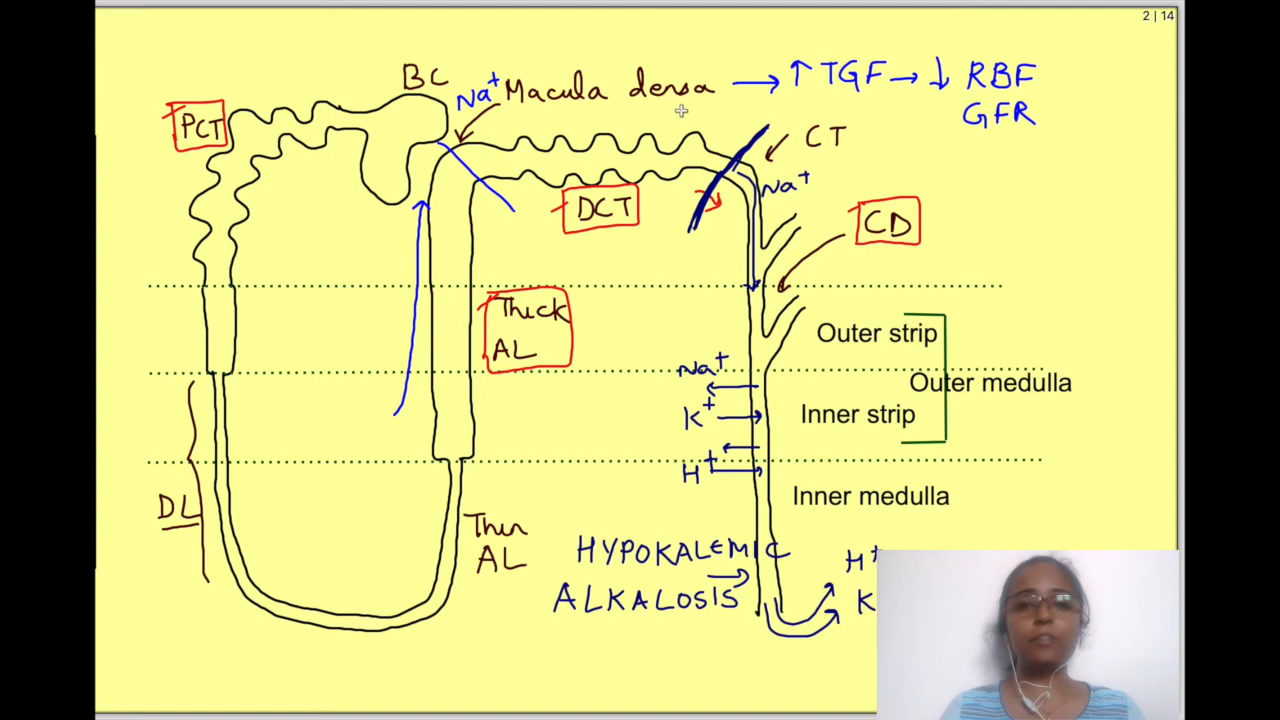 2 | 14
BC
Na+ Macula densa → ↑ TGF → ↓ RBF
GFR
PCT
CT
Na+
DCT
CD
Thick
AL
Outer strip
Outer medulla
Inner strip
Na+
K+
H+
Inner medulla
DL
Thin
AL
HYPOKALEMIC
ALKALOSIS →
H+
K